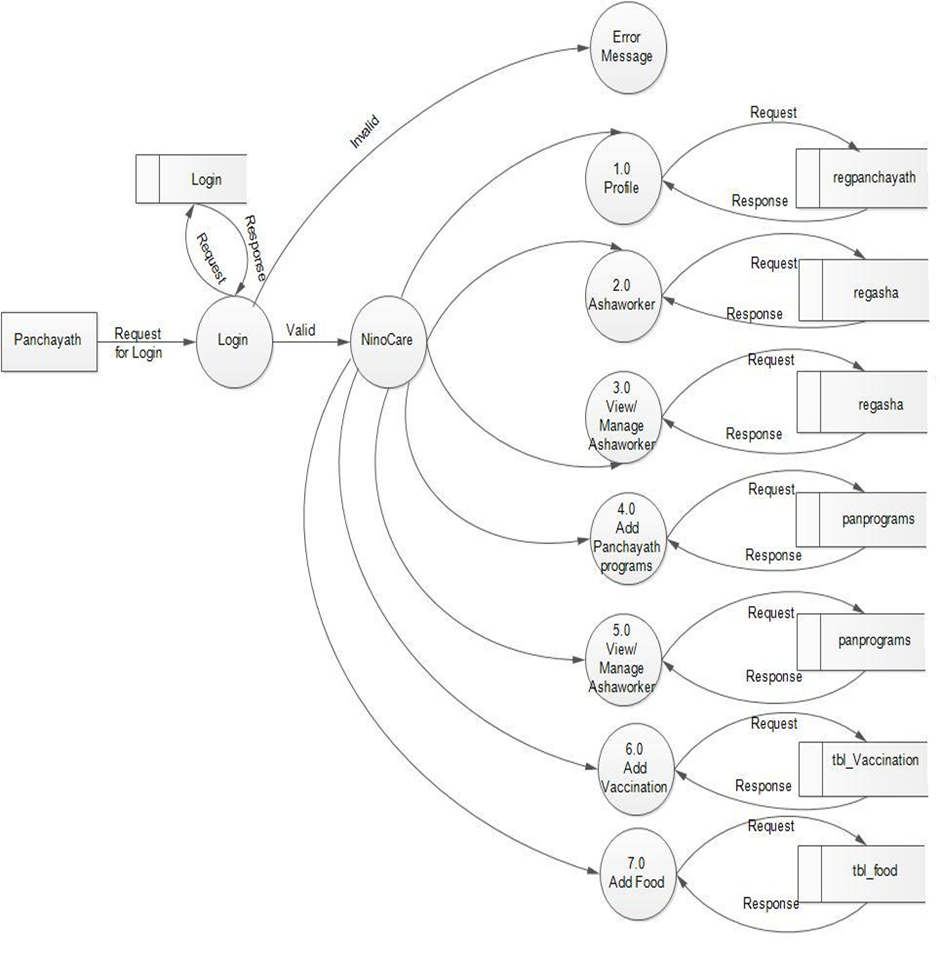 Error
Message
Invalid
Request
1.0
Profile
regpanchayath
Response
Login
Request
Response
Request
2.0
Ashaworker
regasha
Response
Panchayath
Request
for Login
Login
Valid
NinoCare
Request
3.0
View/
Manage
Ashaworker
regasha
Response
Request
4.0
Add
Panchayath
programs
panprograms
Response
Request
5.0
View/
Manage
Ashaworker
panprograms
Response
Request
6.0
Add
Vaccination
tbl_Vaccination
Response
Request
7.0
Add Food
tbl_food
Response